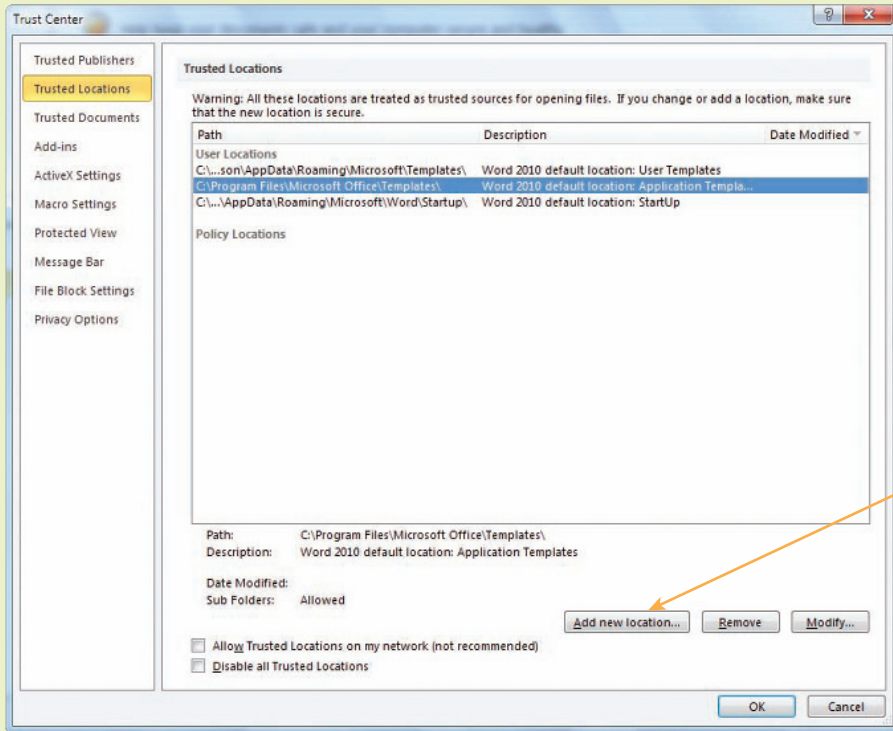 Trust Center
Trusted Publishers
Trusted Locations
Trusted Documents
Add-ins
ActiveX Settings
Macro Settings
Protected View
Message Bar
File Block Settings
Privacy Options
Trusted Locations
Warning: All these locations are treated as trusted sources for opening files. If you change or add a location, make sure
that the new location is secure.
Path Description Date Modified
User Locations
C:\...son\AppData\Roaming\Microsoft\Templates\ Word 2010 default location: User Templates
C:\Program Files\Microsoft Office\Templates\ Word 2010 default location: Application Templa...
C:\...\AppData\Roaming\Microsoft\Word\Startup\ Word 2010 default location: StartUp
Policy Locations
Path: C:\Program Files\Microsoft Office\Templates\
Description: Word 2010 default location: Application Templates
Date Modified:
Sub Folders: Allowed
Add new location... Remove Modify...
Allow Trusted Locations on my network (not recommended)
Disable all Trusted Locations
OK Cancel